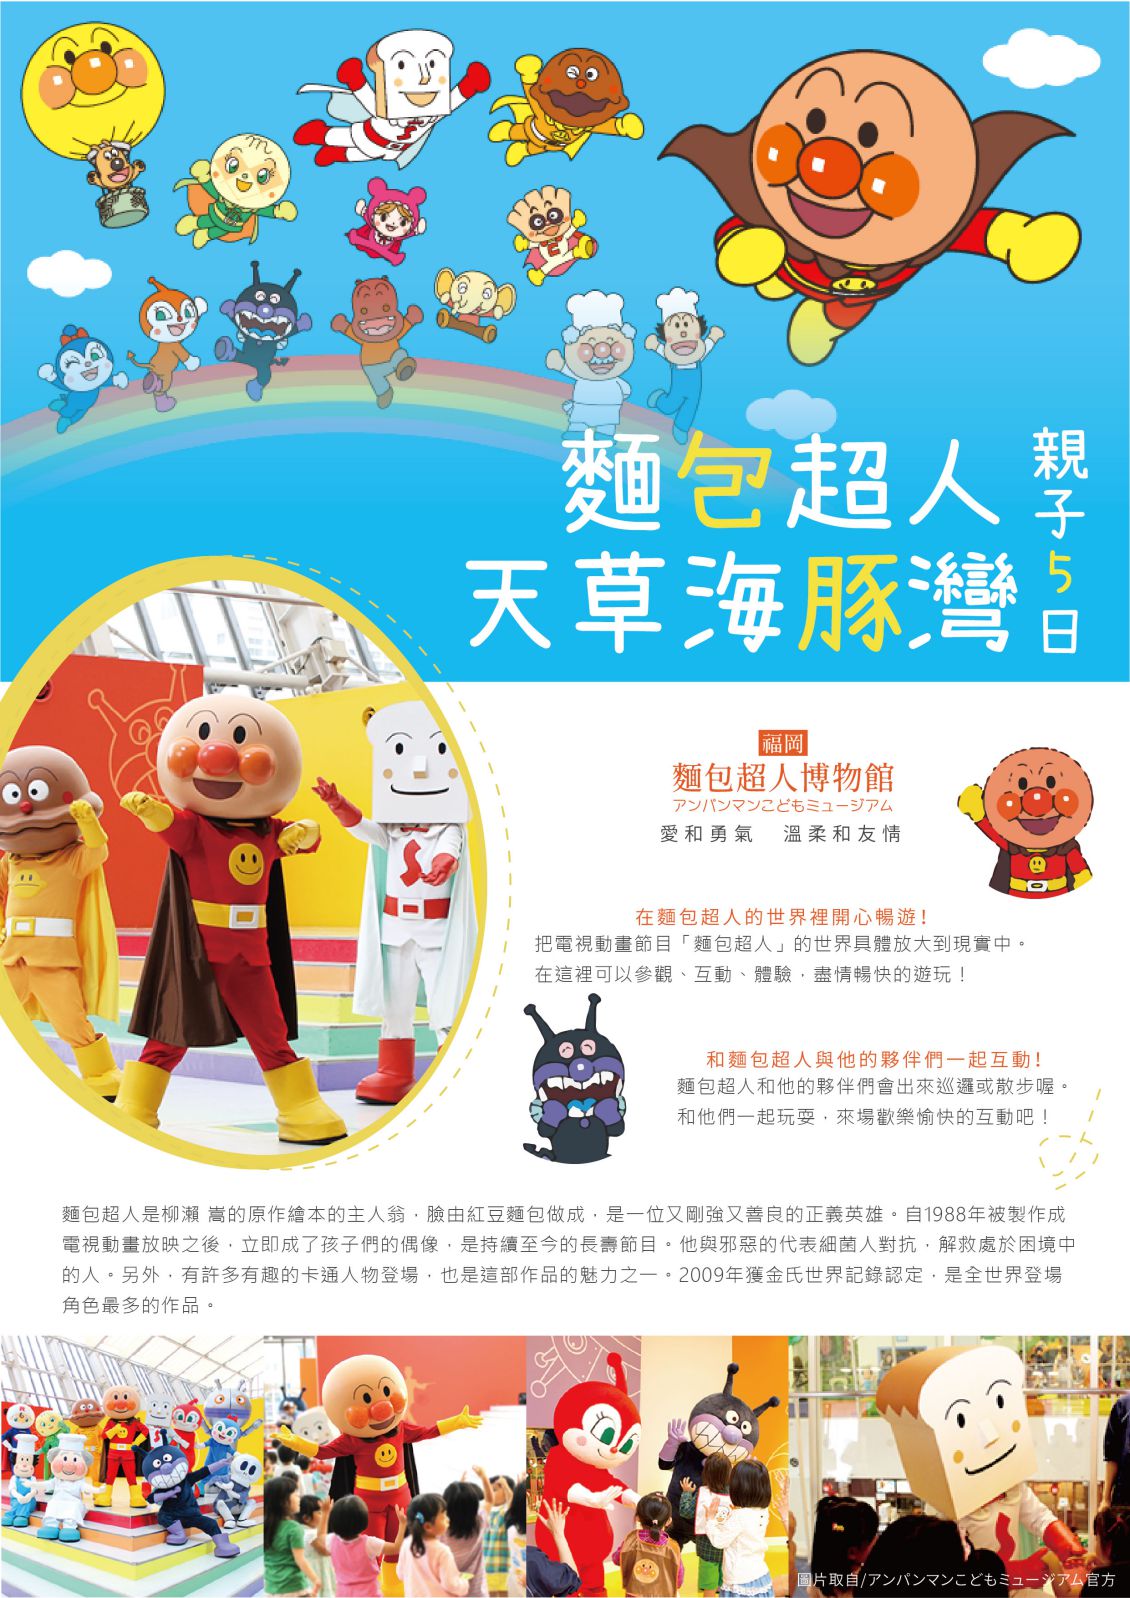 麵包超人
天草海豚灣
親子5日
福岡
麵包超人博物館
アンパンマンこどもミュージアム
愛和勇氣　溫柔和友情
在麵包超人的世界裡開心暢遊！
把電視動畫節目「麵包超人」的世界具體放大到現實中。
在這裡可以參觀、互動、體驗，盡情暢快的遊玩！
和麵包超人與他的夥伴們一起互動！
麵包超人和他的夥伴們會出來巡邏或散步喔。
和他們一起玩耍，來場歡樂愉快的互動吧！
麵包超人是柳瀨 嵩的原作繪本的主人翁，臉由紅豆麵包做成，是一位又剛強又善良的正義英雄。自1988年被製作成
電視動畫放映之後，立即成了孩子們的偶像，是持續至今的長壽節目。他與邪惡的代表細菌人對抗，解救處於困境中
的人。另外，有許多有趣的卡通人物登場，也是這部作品的魅力之一。2009年獲金氏世界記錄認定，是全世界登場
角色最多的作品。
圖片取自/アンパンマンこどもミュージアム官方